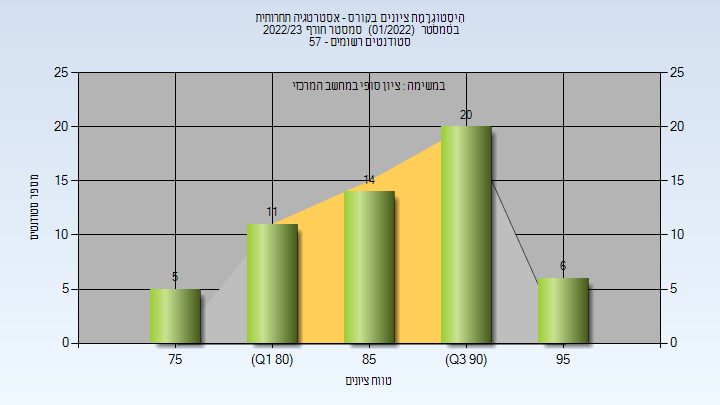 היסטוגרמת ציונים בקורס - אסטרטגיה תחרותית
בסמסטר (01/2022) סמסטר חורף 2022/23
סטודנטים רשומים - 57
במשימה : ציון סופי במחשב המרכזי
25 25
20 20
15 15
10 10
5 5
0 0
5 11 14 20 6
75 (Q1 80) 85 (Q3 90) 95
מספר סטודנטים
טווח ציונים